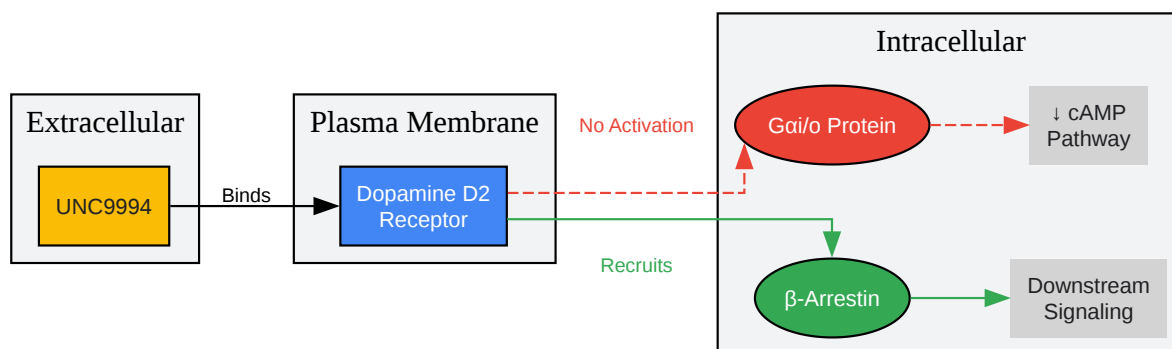 Extracellular
UNC9994
Binds
Plasma Membrane
Dopamine D2
Receptor
No Activation
Recruits
Intracellular
Gαi/o Protein
↓ cAMP
Pathway
β-Arrestin
Downstream
Signaling